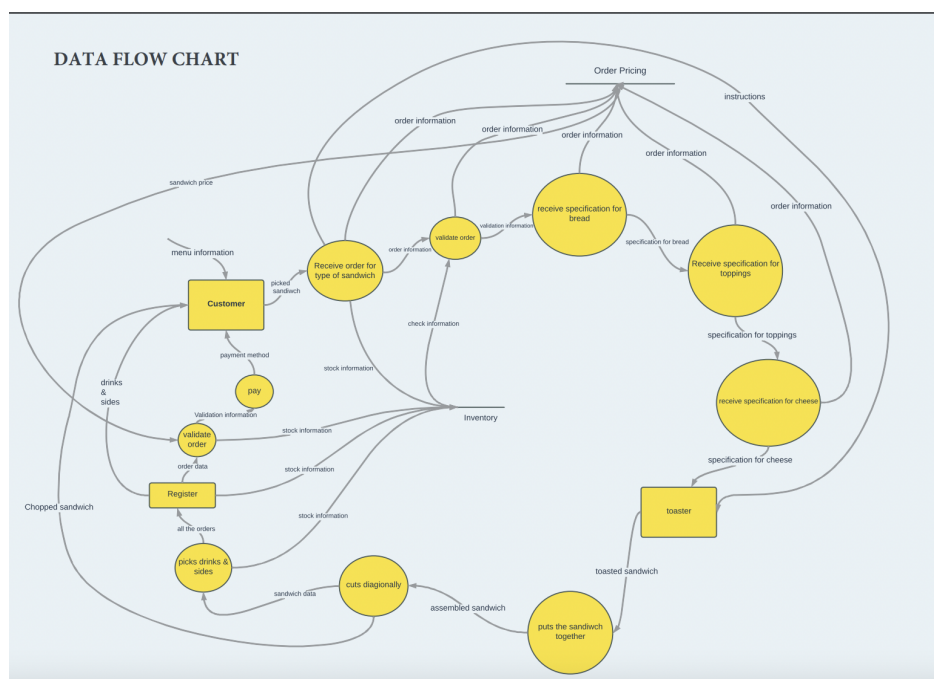 DATA FLOW CHART
Order Pricing
instructions
order information
order information
order information
order information
sandwich price
order information
receive specification for
bread
validation information
validate order
specification for bread
order information
menu information
Receive order for
type of sandwich
Receive specification for
toppings
picked
sandiwch
Customer
check information
specification for toppings
payment method
stock information
drinks
&
sides
pay
receive specification for cheese
Validation information
Inventory
stock information
validate
order
order data
stock information
specification for cheese
Register
Chopped sandwich
toaster
stock information
all the orders
picks drinks &
sides
toasted sandwich
cuts diagionally
sandwich data
assembled sandwich
puts the sandiwch
together